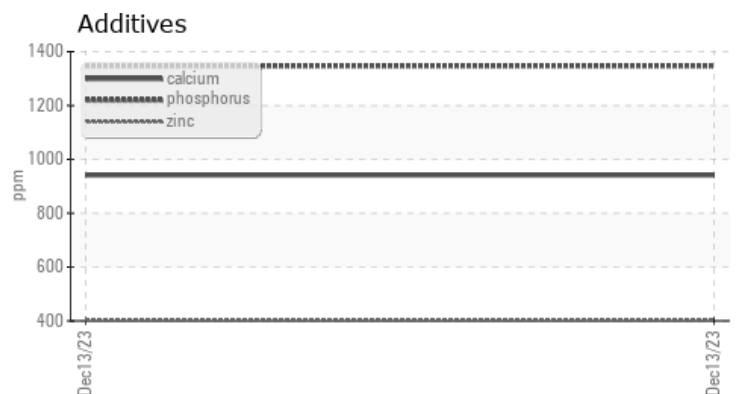 Additives
1400
1200
1000
800
600
400
ppm
calcium
phosphorus
zinc
Dec13/23
Dec13/23